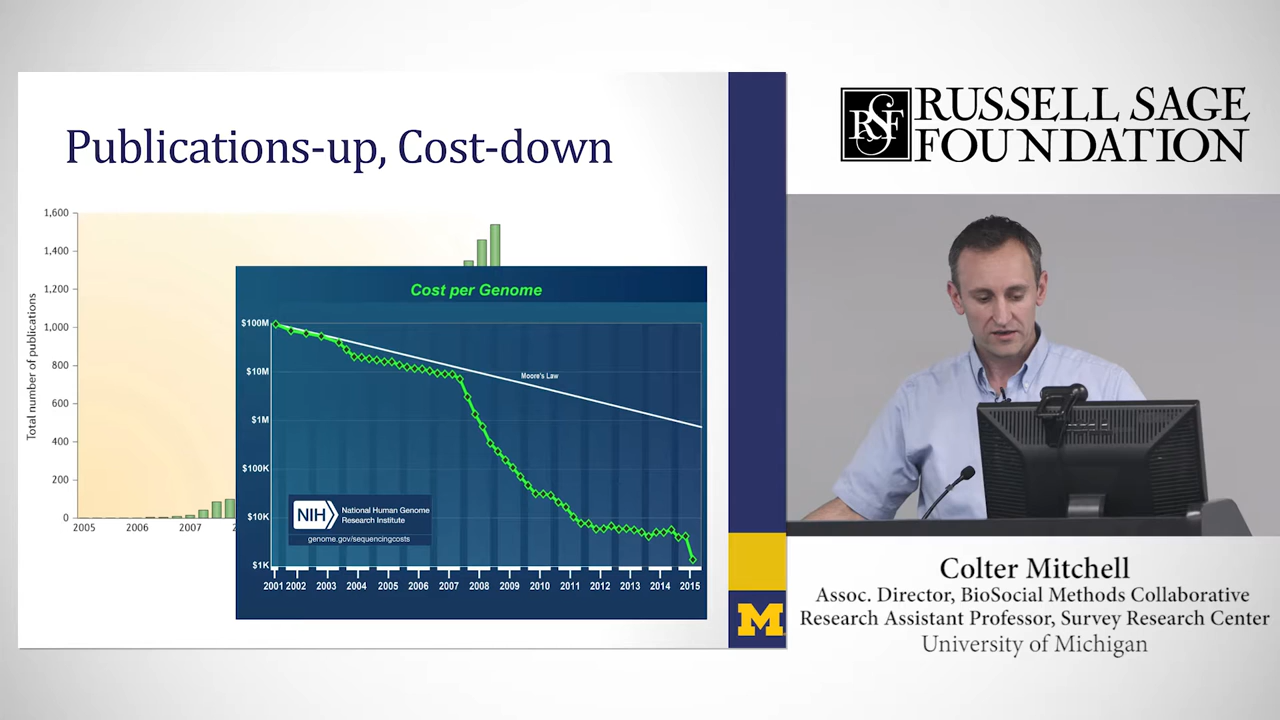 Publications-up, Cost-down
1,600
1,400
1,200
1,000
800
600
400
200
0
Total number of publications
2005 2006 2007 2
Cost per Genome
$100M
$10M
$1M
$100K
$10K
$1K
Moore's Law
NIH
National Human Genome
Research Institute
genome.gov/sequencingcosts
2001 2002 2003 2004 2005 2006 2007 2008 2009 2010 2011 2012 2013 2014 2015
M
RSF
RUSSELL SAGE
FOUNDATION
Colter Mitchell
Assoc. Director, BioSocial Methods Collaborative
Research Assistant Professor, Survey Research Center
University of Michigan